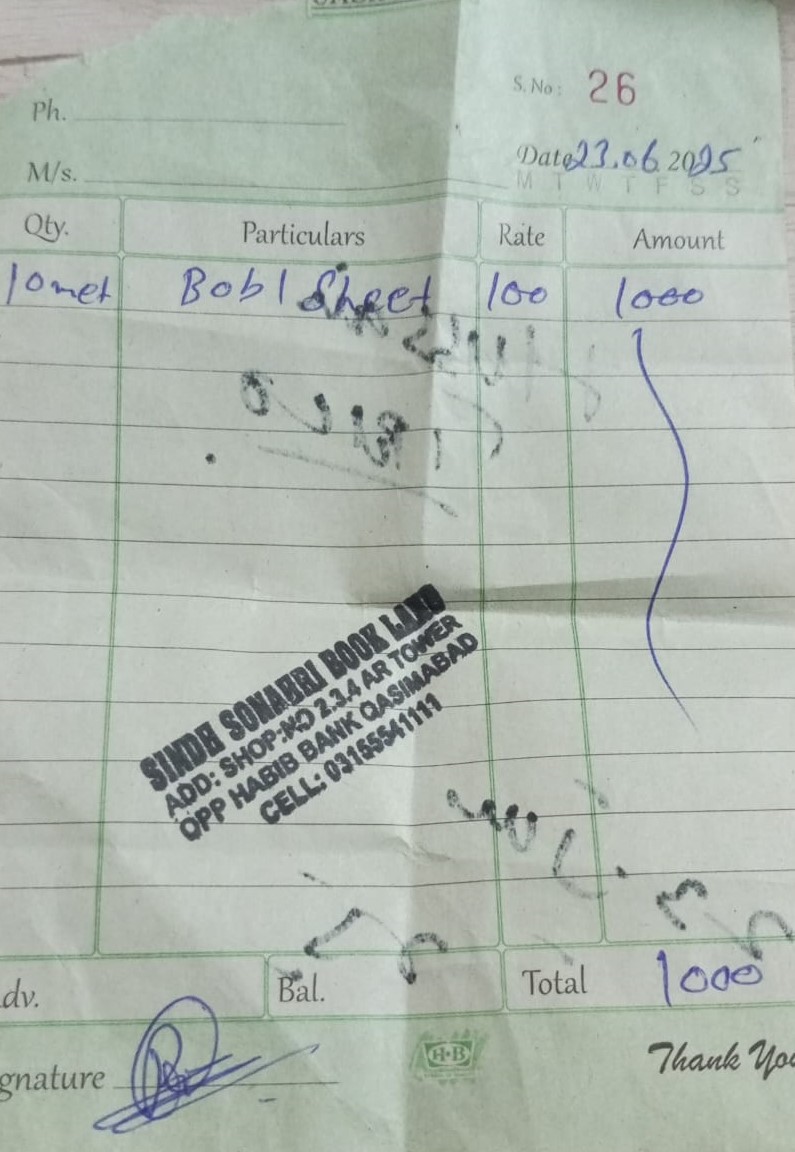 S. No: 26
Ph.
Date 23.06.2025
M/s.
M T W T F S S
Qty. Particulars Rate Amount
10 met Bobl Sheet 100 1000
SINDH SONAHRI BOOK LAND
ADD: SHOP:NO 2.3.4 AR TOWER
OPP HABIB BANK QASIMABAD
CELL: 03155541111
dv. Bal. Total 1000
gnature
H·B
Thank You